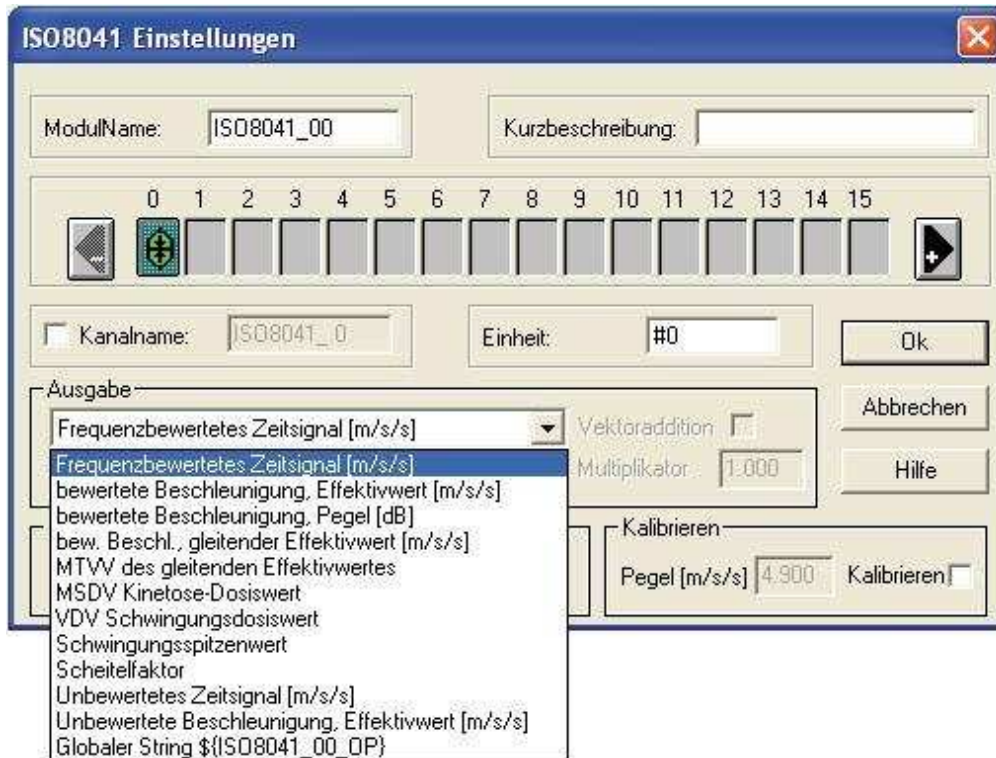 ISO8041 Einstellungen
ModulName: ISO8041_00 Kurzbeschreibung:
0 1 2 3 4 5 6 7 8 9 10 11 12 13 14 15
Kanalname: ISO8041_ 0 Einheit: #0 Ok
Ausgabe
Frequenzbewertetes Zeitsignal [m/s/s] Vektoraddition Abbrechen
Frequenzbewertetes Zeitsignal [m/s/s] Multiplikator 1.000 Hilfe
bewertete Beschleunigung, Effektivwert [m/s/s]
bewertete Beschleunigung, Pegel [dB]
bew. Beschl., gleitender Effektivwert [m/s/s] Kalibrieren
MTVV des gleitenden Effektivwertes Pegel [m/s/s] 4.900 Kalibrieren
MSDV Kinetose-Dosiswert
VDV Schwingungsdosiswert
Schwingungsspitzenwert
Scheitelfaktor
Unbewertetes Zeitsignal [m/s/s]
Unbewertete Beschleunigung, Effektivwert [m/s/s]
Globaler String ${ISO8041_00_OP}